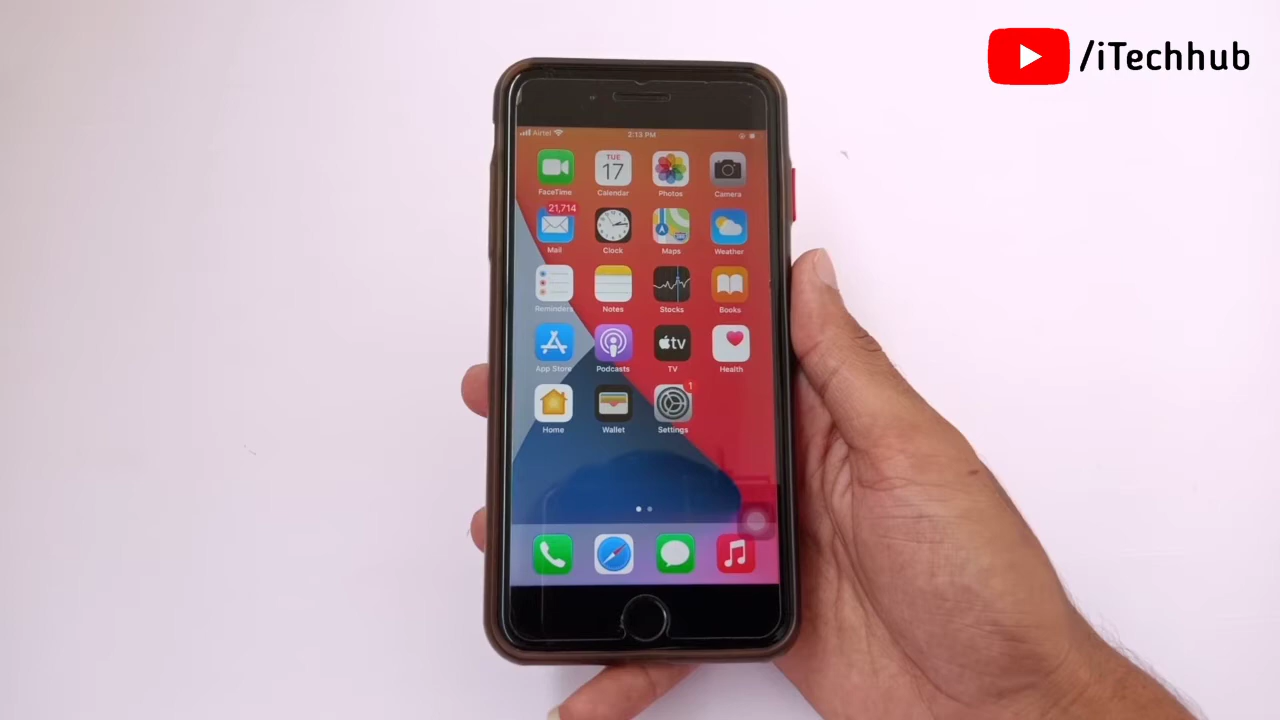 /iTechhub
Airtel 2:13 PM
TUE
17
FaceTime Calendar Photos Camera
21,714
Mail Clock Maps Weather
Reminders Notes Stocks Books
tv
App Store Podcasts TV Health
1
Home Wallet Settings